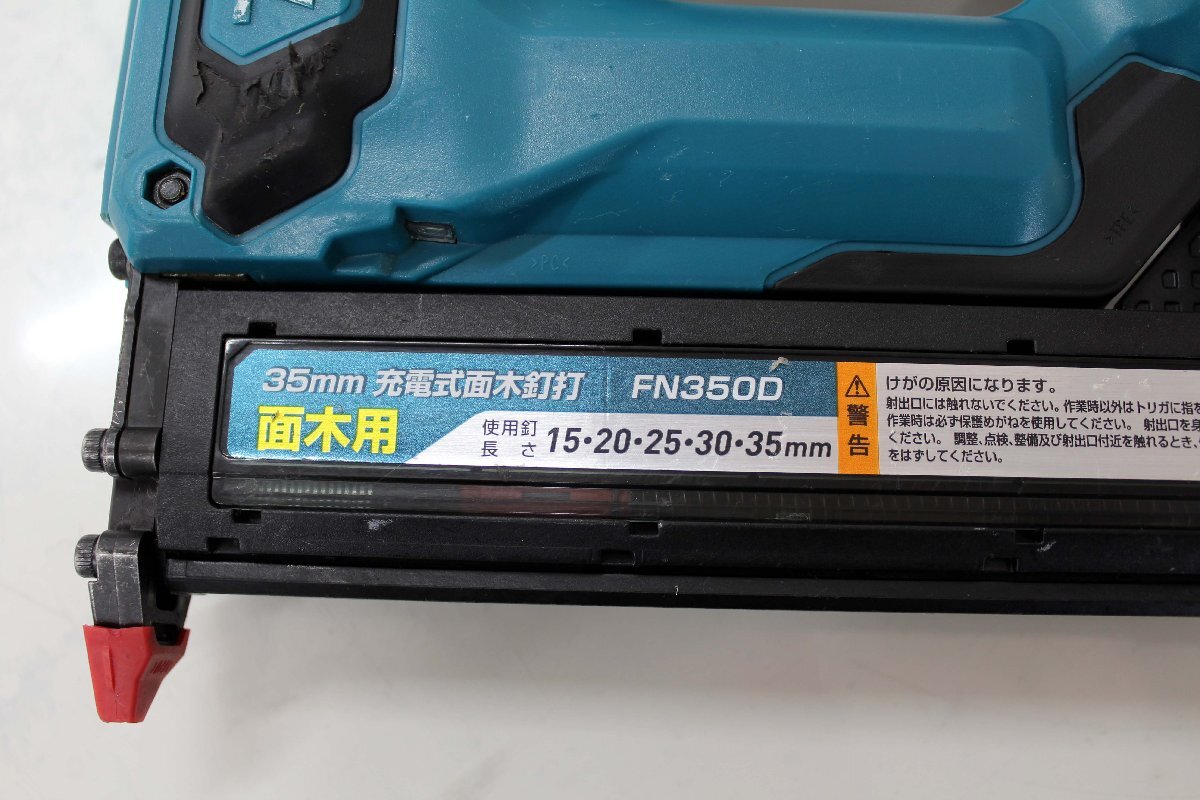 >PC<
>PC<
35mm 充電式面木釘打 FN350D
面木用
使用釘
長さ 15・20・25・30・35mm
警告
けがの原因になります。
射出口には触れないでください。作業時以外はトリガに指を
作業時は必ず保護めがねを使用してください。 射出口を身
ください。 調整、点検、整備及び射出口付近を触れるとき、
をはずしてください。